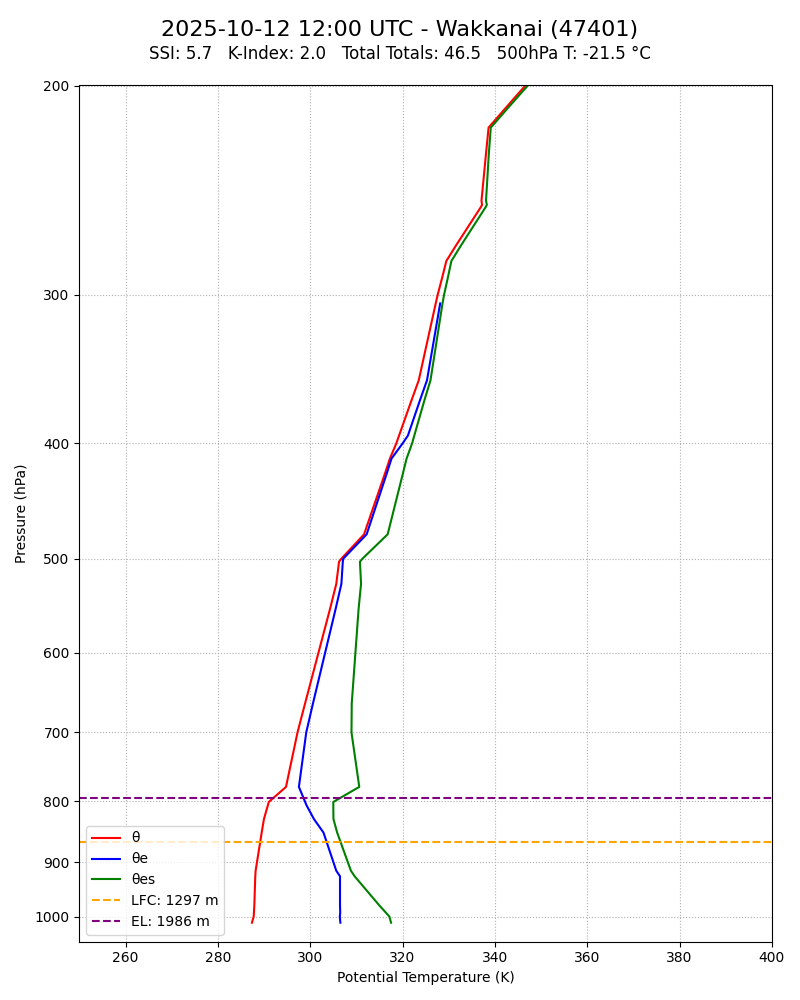 2025-10-12 12:00 UTC - Wakkanai (47401)
SSI: 5.7   K-Index: 2.0   Total Totals: 46.5   500hPa T: -21.5 °C
200
300
400
500
600
700
800
900
1000
Pressure (hPa)
θ
θe
θes
LFC: 1297 m
EL: 1986 m
260 280 300 320 340 360 380 400
Potential Temperature (K)